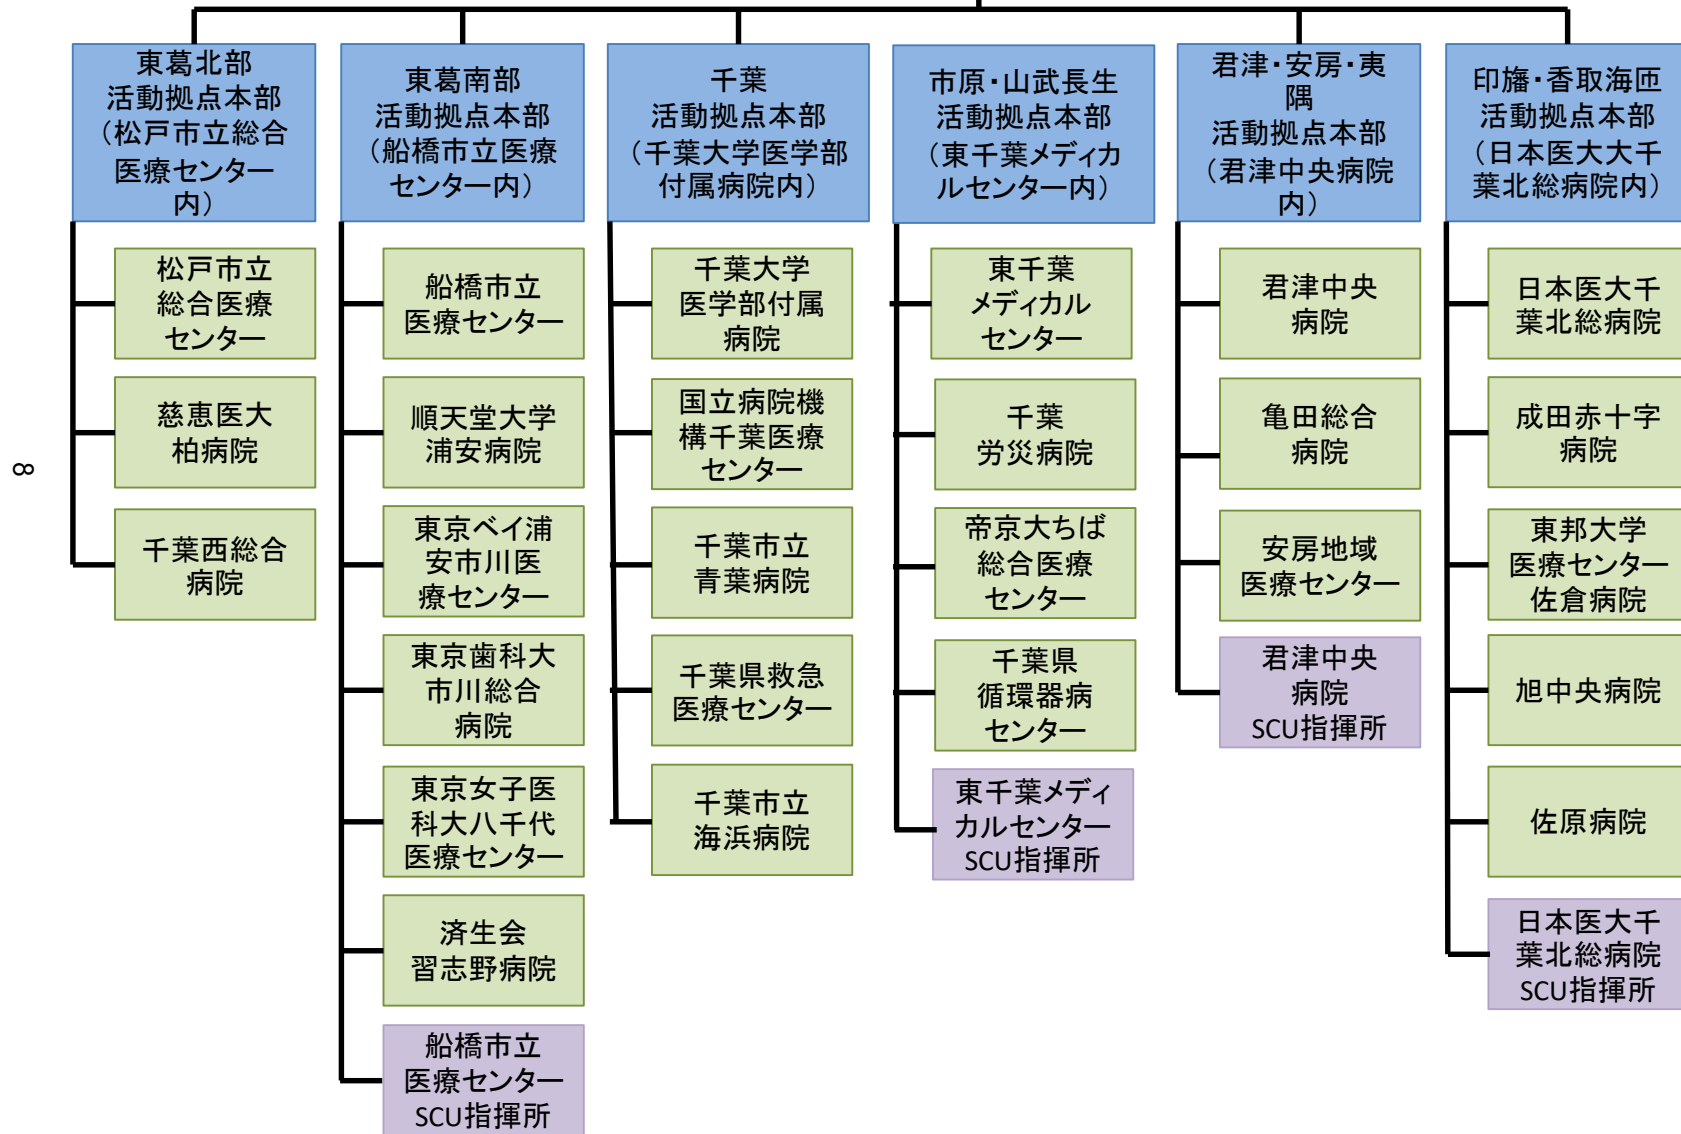 東葛北部
活動拠点本部
（松戸市立総合
医療センター
内）
松戸市立
総合医療
センター
慈恵医大
柏病院
千葉西総合
病院
東葛南部
活動拠点本部
（船橋市立医療
センター内）
船橋市立
医療センター
順天堂大学
浦安病院
東京ベイ浦
安市川医
療センター
東京歯科大
市川総合
病院
東京女子医
科大八千代
医療センター
済生会
習志野病院
船橋市立
医療センター
SCU指揮所
千葉
活動拠点本部
（千葉大学医学部
付属病院内）
千葉大学
医学部付属
病院
国立病院機
構千葉医療
センター
千葉市立
青葉病院
千葉県救急
医療センター
千葉市立
海浜病院
市原・山武長生
活動拠点本部
（東千葉メディカ
ルセンター内）
東千葉
メディカル
センター
千葉
労災病院
帝京大ちば
総合医療
センター
千葉県
循環器病
センター
東千葉メディ
カルセンター
SCU指揮所
君津・安房・夷
隅
活動拠点本部
（君津中央病院
内）
君津中央
病院
亀田総合
病院
安房地域
医療センター
君津中央
病院
SCU指揮所
印旛・香取海匝
活動拠点本部
（日本医大大千
葉北総病院内）
日本医大千
葉北総病院
成田赤十字
病院
東邦大学
医療センター
佐倉病院
旭中央病院
佐原病院
日本医大千
葉北総病院
SCU指揮所
8